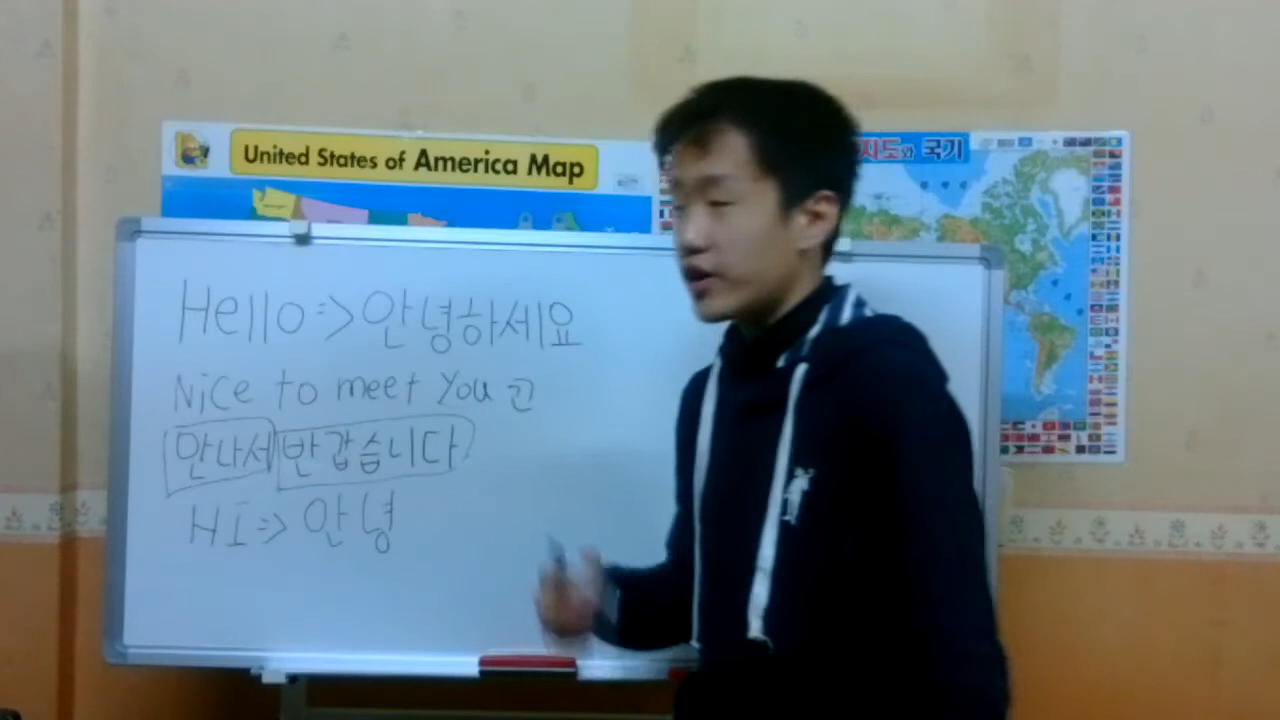 United States of America Map
지도와 국기
Hello => 안녕하세요
Nice to meet you
만나서 반갑습니다
HI => 안녕